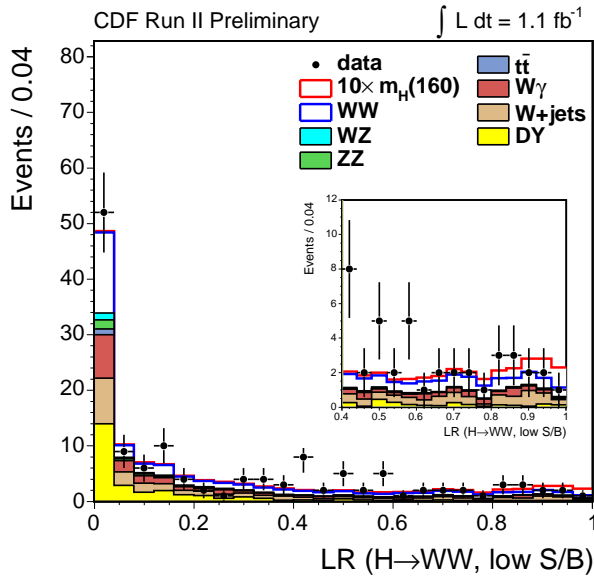 CDF Run II Preliminary
∫ L dt = 1.1 fb⁻¹
Events / 0.04
80
70
60
50
40
30
20
10
0
data
10× m_H(160)
WW
WZ
ZZ
tt̄
Wγ
W+jets
DY
Events / 0.04
12
10
8
6
4
2
0
0.4 0.5 0.6 0.7 0.8 0.9 1
LR (H→WW, low S/B)
0 0.2 0.4 0.6 0.8 1
LR (H→WW, low S/B)